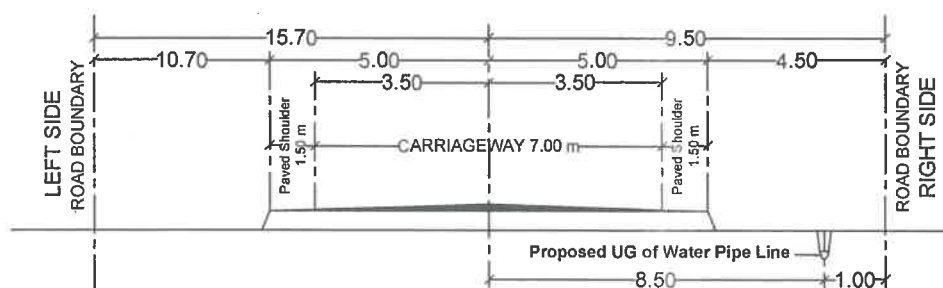 15.70 9.50
10.70 5.00 5.00 4.50
3.50 3.50
LEFT SIDE
ROAD BOUNDARY
Paved Shoulder
1.50 m
CARRIAGEWAY 7.00 m
Paved Shoulder
1.50 m
ROAD BOUNDARY
RIGHT SIDE
Proposed UG of Water Pipe Line
8.50 1.00